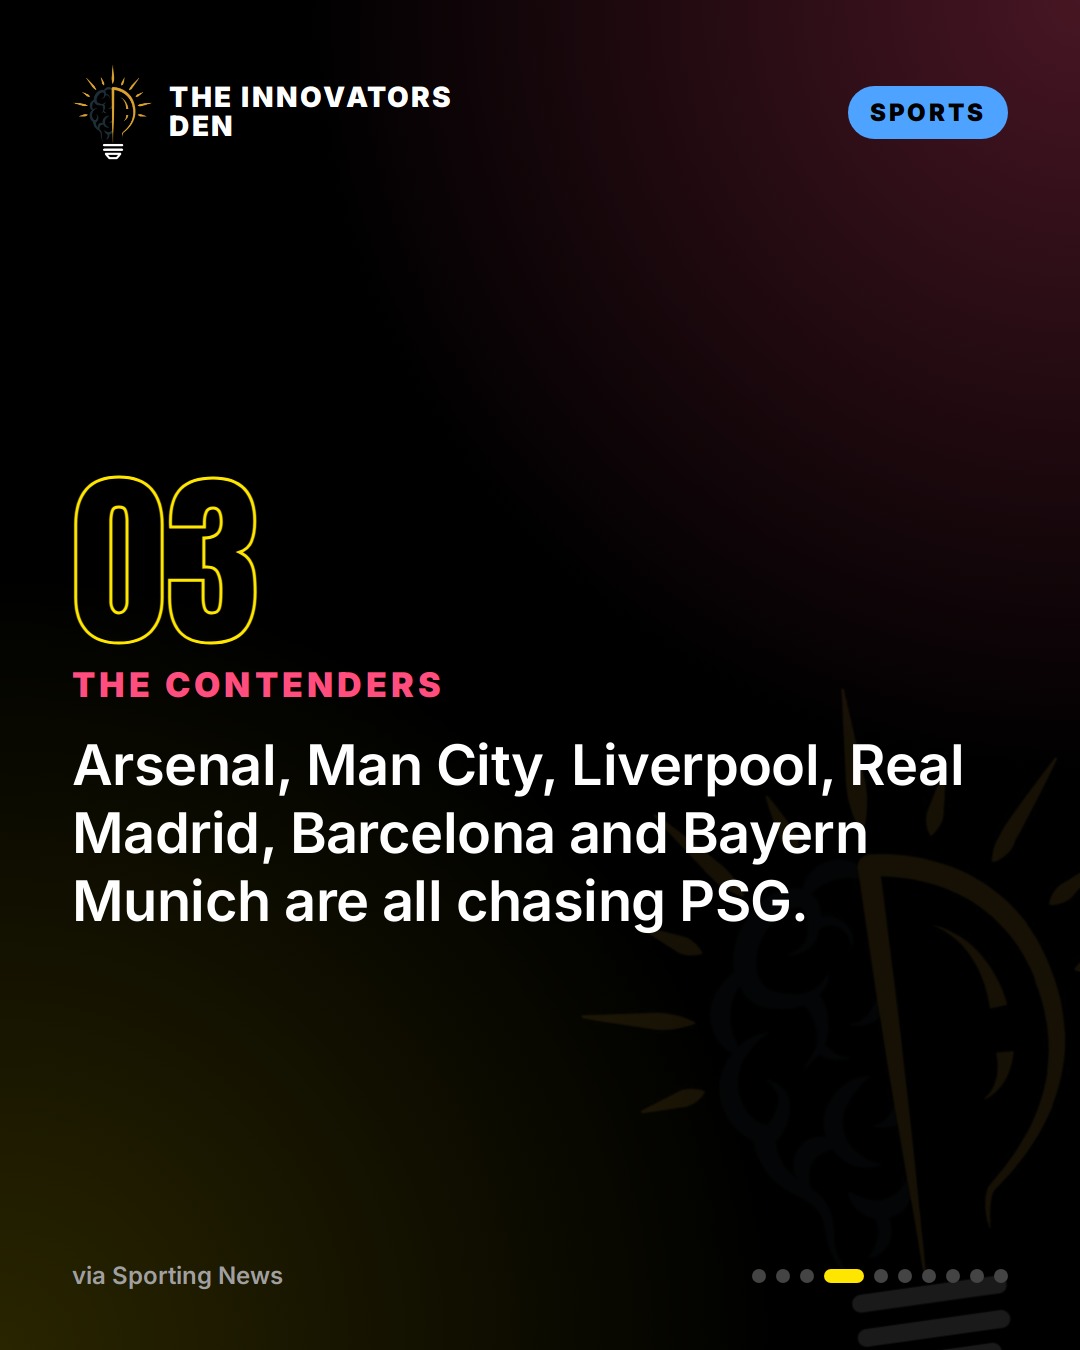 THE INNOVATORS
DEN
SPORTS
03
THE CONTENDERS
Arsenal, Man City, Liverpool, Real
Madrid, Barcelona and Bayern
Munich are all chasing PSG.
via Sporting News